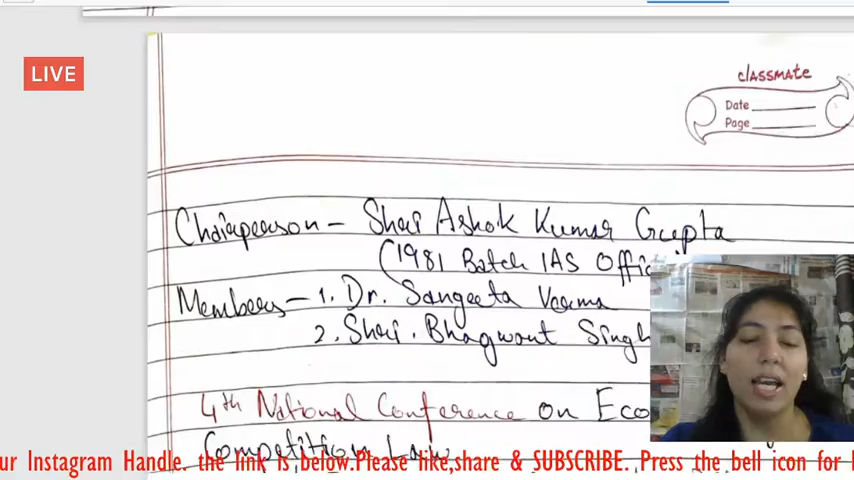 LIVE
classmate
Date
Page
Chairperson - Shri Ashok Kumar Gupta
(1981 Batch IAS Offic
Members - 1. Dr. Sangeeta Verma
2. Shri. Bhagwant Singh
4th National Conference on Eco
Competition Law
ur Instagram Handle. the link is below.Please like,share & SUBSCRIBE. Press the bell icon for